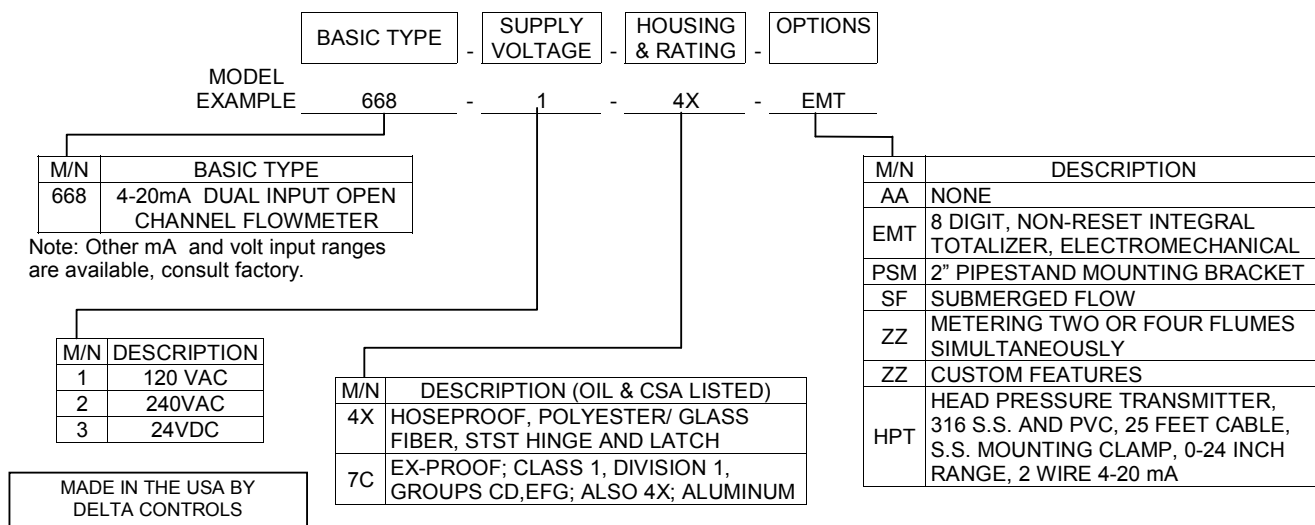 BASIC TYPE - SUPPLY VOLTAGE - HOUSING & RATING - OPTIONS
MODEL
EXAMPLE 668 - 1 - 4X - EMT
M/N BASIC TYPE
668 4-20mA DUAL INPUT OPEN
CHANNEL FLOWMETER
Note: Other mA and volt input ranges
are available, consult factory.
M/N DESCRIPTION
1 120 VAC
2 240VAC
3 24VDC
MADE IN THE USA BY
DELTA CONTROLS
M/N DESCRIPTION (OIL & CSA LISTED)
4X HOSEPROOF, POLYESTER/ GLASS
FIBER, STST HINGE AND LATCH
7C EX-PROOF; CLASS 1, DIVISION 1,
GROUPS CD,EFG; ALSO 4X; ALUMINUM
M/N DESCRIPTION
AA NONE
EMT 8 DIGIT, NON-RESET INTEGRAL
TOTALIZER, ELECTROMECHANICAL
PSM 2” PIPESTAND MOUNTING BRACKET
SF SUBMERGED FLOW
ZZ METERING TWO OR FOUR FLUMES
SIMULTANEOUSLY
ZZ CUSTOM FEATURES
HPT HEAD PRESSURE TRANSMITTER,
316 S.S. AND PVC, 25 FEET CABLE,
S.S. MOUNTING CLAMP, 0-24 INCH
RANGE, 2 WIRE 4-20 mA